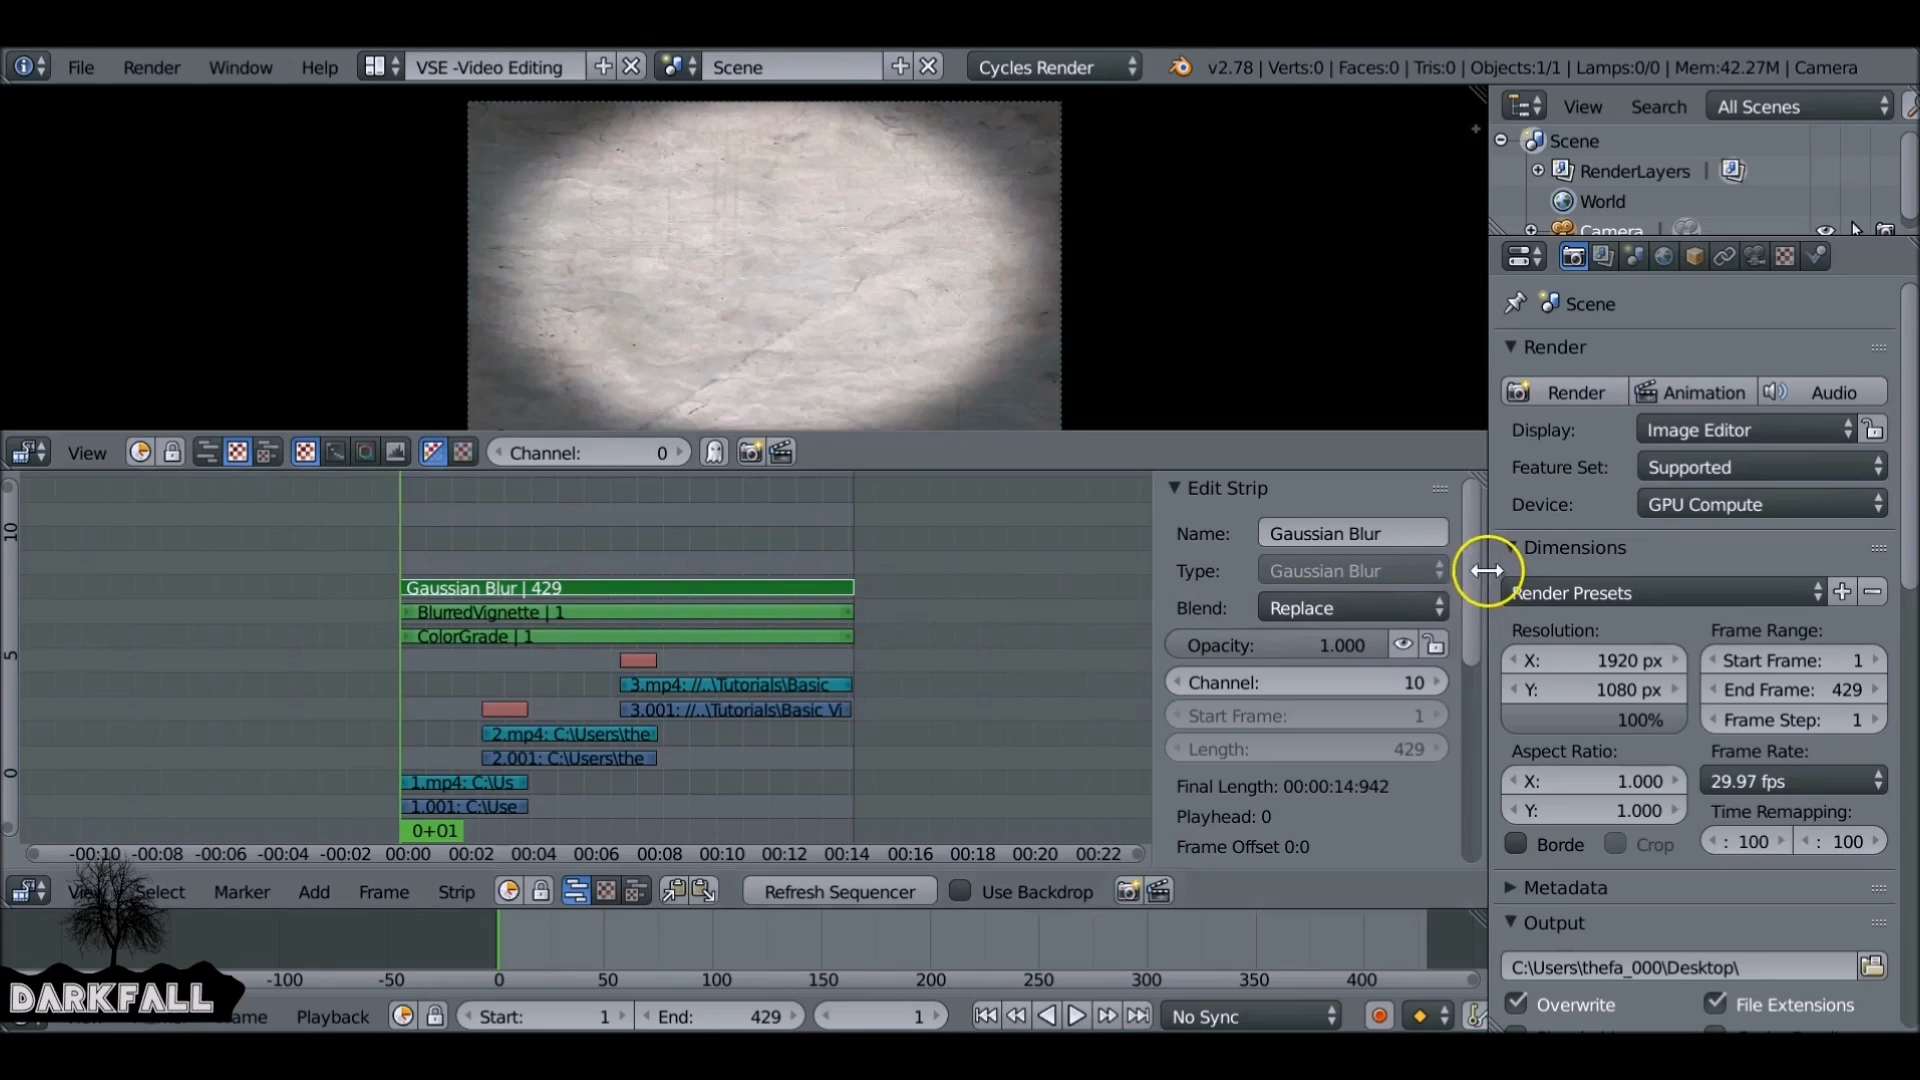 File Render Window Help VSE -Video Editing Scene Cycles Render v2.78 | Verts:0 | Faces:0 | Tris:0 | Objects:1/1 | Lamps:0/0 | Mem:42.27M | Camera
View Search All Scenes
Scene
RenderLayers
World
Camera
Scene
Render
Render Animation Audio
Display: Image Editor
Feature Set: Supported
Device: GPU Compute
Dimensions
Render Presets
Resolution: Frame Range:
X: 1920 px Start Frame: 1
Y: 1080 px End Frame: 429
100% Frame Step: 1
Aspect Ratio: Frame Rate:
X: 1.000 29.97 fps
Y: 1.000 Time Remapping:
Borde Crop : 100 : 100
Metadata
Output
C:\Users\thefa_000\Desktop\
Overwrite File Extensions
View Channel: 0
Edit Strip
Name: Gaussian Blur
Type: Gaussian Blur
Blend: Replace
Opacity: 1.000
Channel: 10
Start Frame: 1
Length: 429
Final Length: 00:00:14:942
Playhead: 0
Frame Offset 0:0
10
5
0
Gaussian Blur | 429
BlurredVignette | 1
ColorGrade | 1
3.mp4: //..\Tutorials\Basic
3.001: //..\Tutorials\Basic Vi
2.mp4: C:\Users\the
2.001: C:\Users\the
1.mp4: C:\Us
1.001: C:\Use
0+01
-00:10 -00:08 -00:06 -00:04 -00:02 00:00 00:02 00:04 00:06 00:08 00:10 00:12 00:14 00:16 00:18 00:20 00:22
View Select Marker Add Frame Strip Refresh Sequencer Use Backdrop
-100 -50 0 50 100 150 200 250 300 350 400
DARKFALL
Playback Start: 1 End: 429 1 No Sync